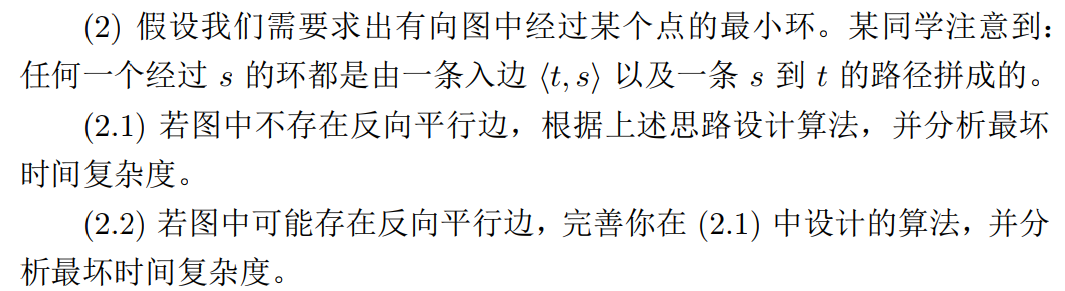 (2) 假设我们需要求出有向图中经过某个点的最小环。某同学注意到：
任何一个经过 s 的环都是由一条入边 ⟨t, s⟩ 以及一条 s 到 t 的路径拼成的。
(2.1) 若图中不存在反向平行边，根据上述思路设计算法，并分析最坏
时间复杂度。
(2.2) 若图中可能存在反向平行边，完善你在 (2.1) 中设计的算法，并分
析最坏时间复杂度。